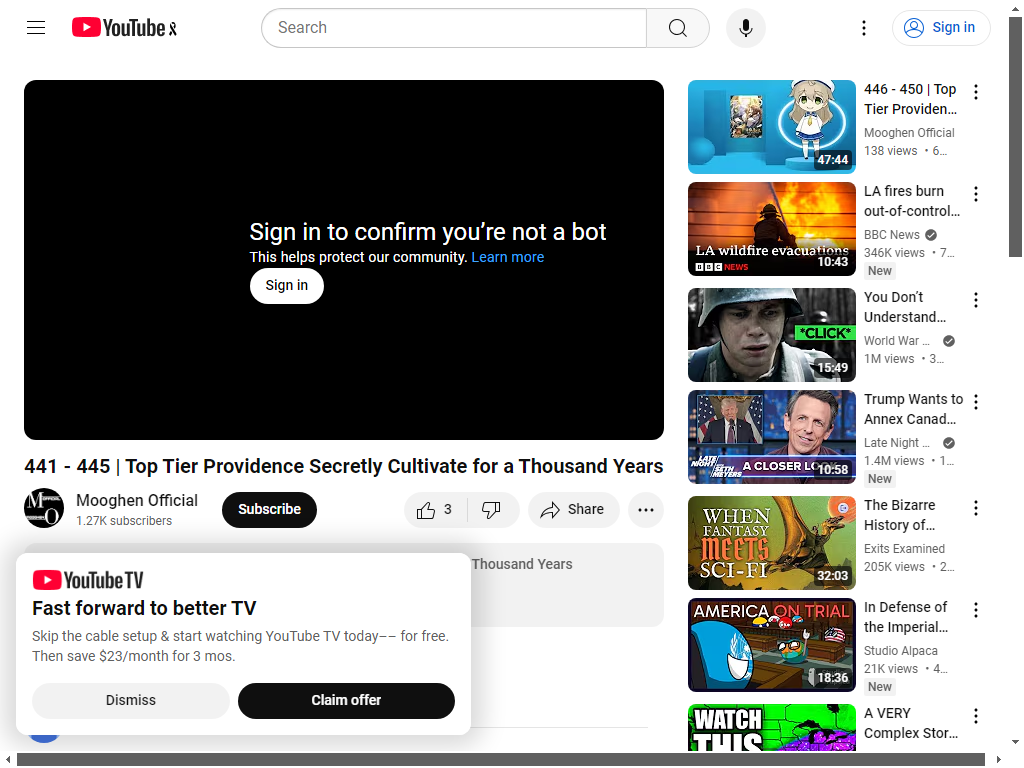 YouTube
Search
Sign in
Sign in to confirm you’re not a bot
This helps protect our community. Learn more
Sign in
441 - 445 | Top Tier Providence Secretly Cultivate for a Thousand Years
Mooghen Official
1.27K subscribers
Subscribe
3
Share
Thousand Years
YouTube TV
Fast forward to better TV
Skip the cable setup & start watching YouTube TV today–– for free.
Then save $23/month for 3 mos.
Dismiss
Claim offer
47:44
446 - 450 | Top
Tier Providen…
Mooghen Official
138 views • 6…
LA wildfire evacuations
BBC NEWS
10:43
LA fires burn
out-of-control…
BBC News
346K views • 7…
New
*CLICK*
15:49
You Don’t
Understand…
World War …
1M views • 3…
LATE NIGHT
SETH MEYERS
A CLOSER LOOK
10:58
Trump Wants to
Annex Canad…
Late Night …
1.4M views • 1…
New
WHEN
FANTASY
MEETS
SCI-FI
32:03
The Bizarre
History of…
Exits Examined
205K views • 2…
AMERICA ON TRIAL
18:36
In Defense of
the Imperial…
Studio Alpaca
21K views • 4…
New
WATCH
THIS
A VERY
Complex Stor…